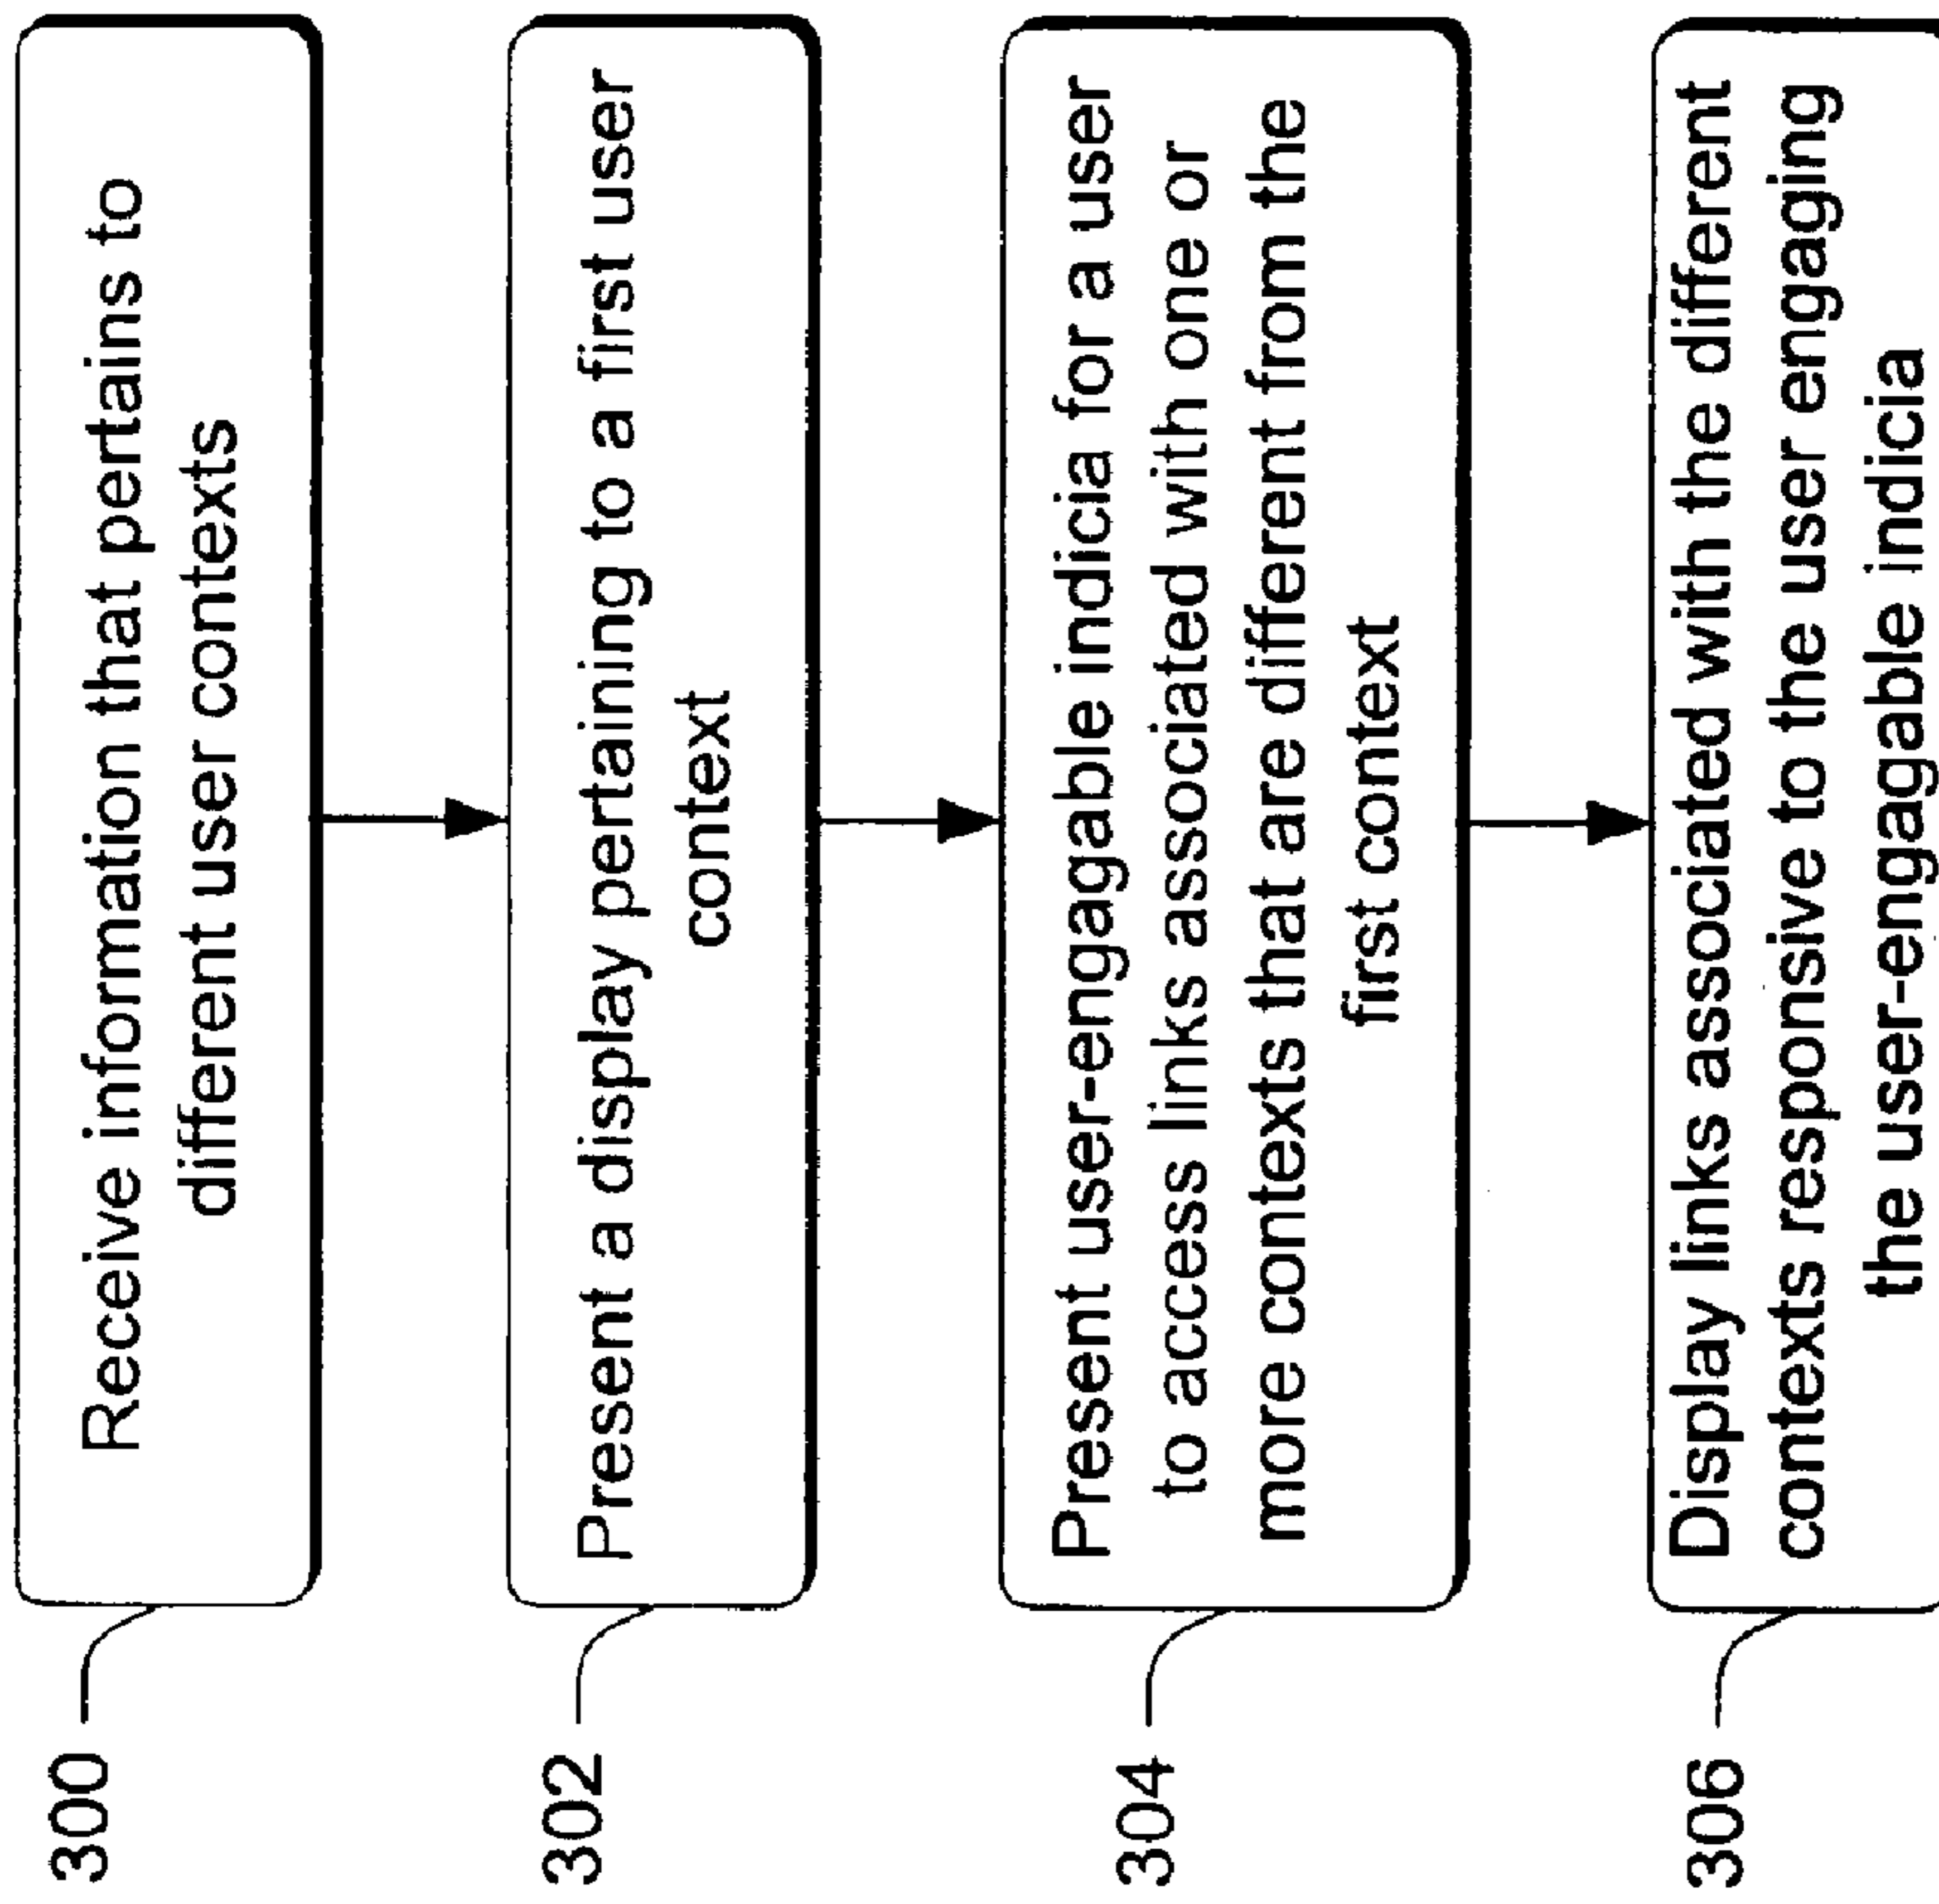 300
Receive information that pertains to
different user contexts
302
Present a display pertaining to a first user
context
304
Present user-engagable indicia for a user
to access links associated with one or
more contexts that are different from the
first context
306
Display links associated with the different
contexts responsive to the user engaging
the user-engagable indicia